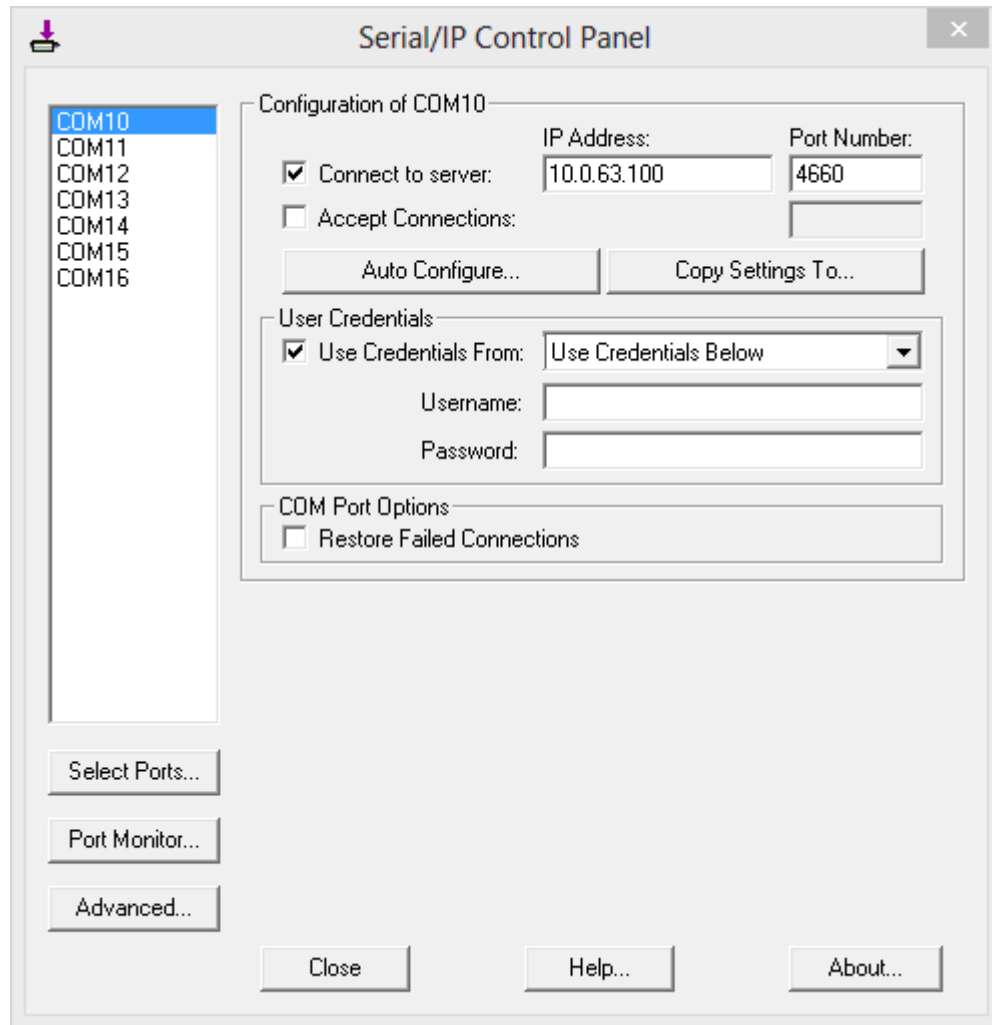 Serial/IP Control Panel
COM10
COM11
COM12
COM13
COM14
COM15
COM16
Configuration of COM10
IP Address: Port Number:
Connect to server: 10.0.63.100 4660
Accept Connections:
Auto Configure... Copy Settings To...
User Credentials
Use Credentials From: Use Credentials Below
Username:
Password:
COM Port Options
Restore Failed Connections
Select Ports...
Port Monitor...
Advanced...
Close Help... About...